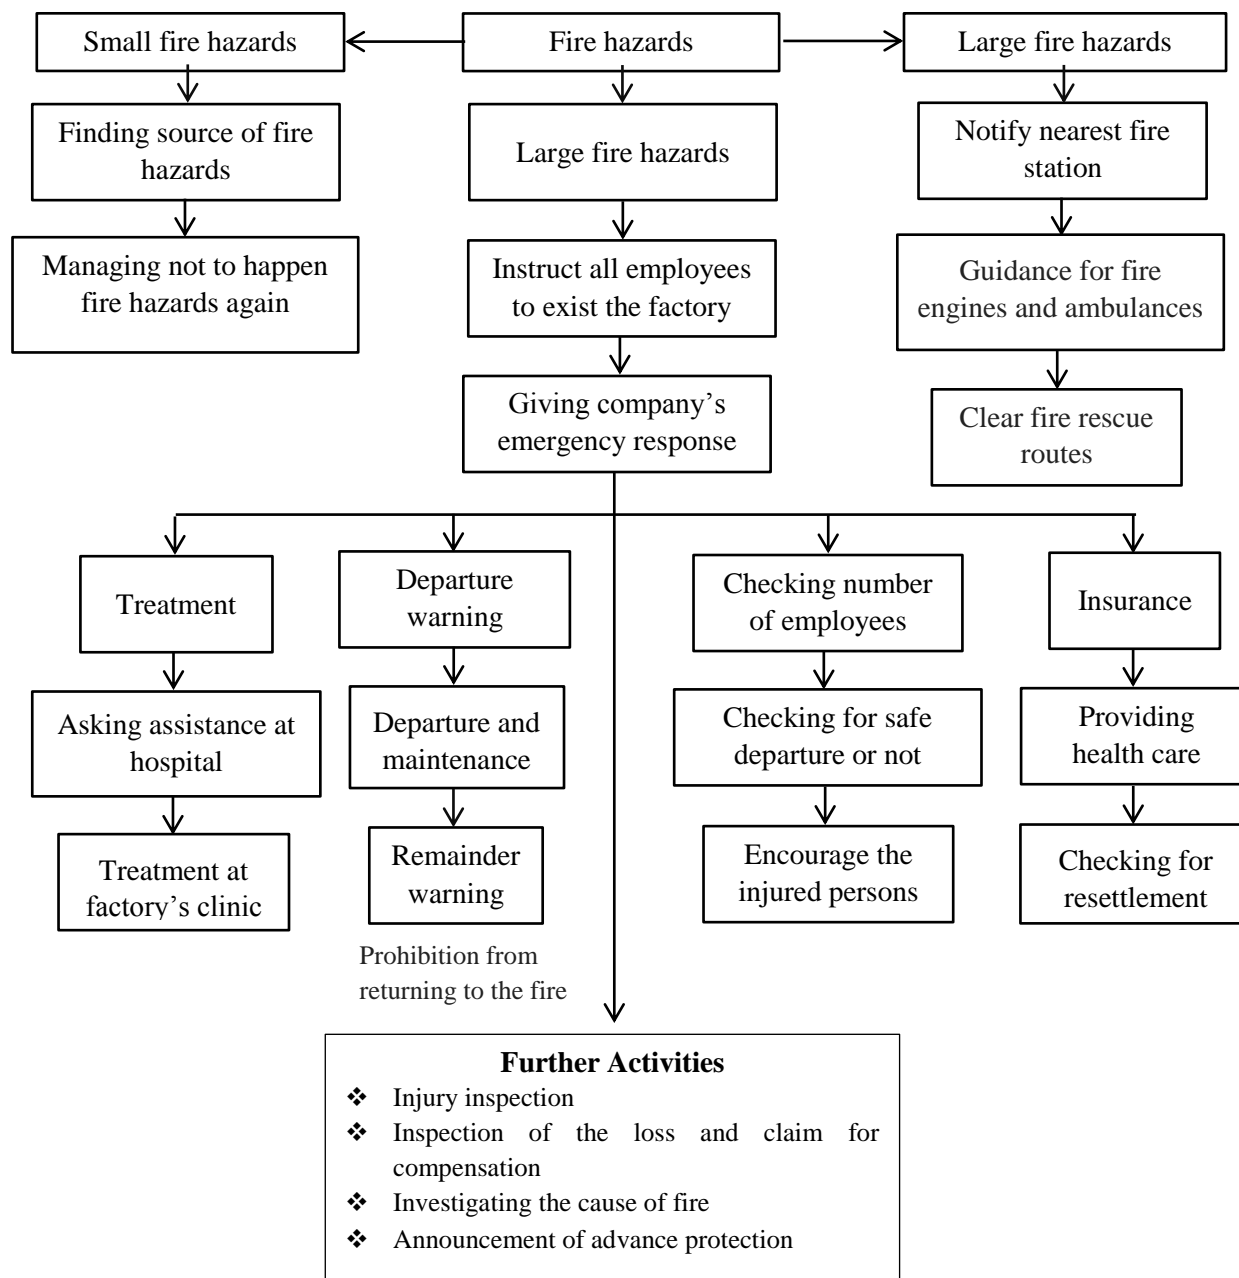 Small fire hazards
Fire hazards
Large fire hazards
Finding source of fire
hazards
Large fire hazards
Notify nearest fire
station
Managing not to happen
fire hazards again
Instruct all employees
to exist the factory
Guidance for fire
engines and ambulances
Giving company’s
emergency response
Clear fire rescue
routes
Treatment
Departure
warning
Checking number
of employees
Insurance
Asking assistance at
hospital
Departure and
maintenance
Checking for safe
departure or not
Providing
health care
Treatment at
factory’s clinic
Remainder
warning
Encourage the
injured persons
Checking for
resettlement
Prohibition from
returning to the fire
Further Activities
❖ Injury inspection
❖ Inspection of the loss and claim for
compensation
❖ Investigating the cause of fire
❖ Announcement of advance protection